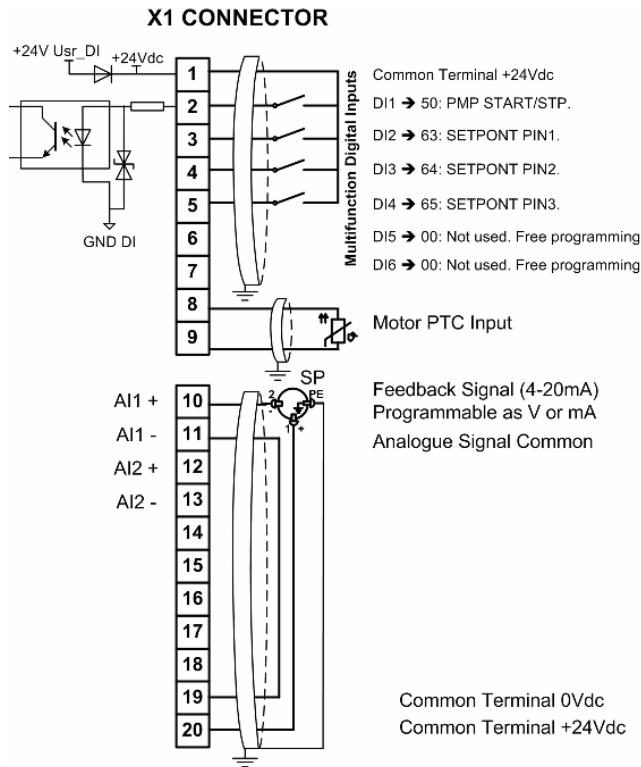 X1 CONNECTOR
+24V Usr_DI
+24Vdc
GND DI
1
2
3
4
5
6
7
8
9
Multifunction Digital Inputs
Common Terminal +24Vdc
DI1 ➔ 50: PMP START/STP.
DI2 ➔ 63: SETPONT PIN1.
DI3 ➔ 64: SETPONT PIN2.
DI4 ➔ 65: SETPONT PIN3.
DI5 ➔ 00: Not used. Free programming
DI6 ➔ 00: Not used. Free programming
Motor PTC Input
SP
2 PE
-
1 +
AI1 + 10
AI1 - 11
AI2 + 12
AI2 - 13
14
15
16
17
18
19
20
Feedback Signal (4-20mA)
Programmable as V or mA
Analogue Signal Common
Common Terminal 0Vdc
Common Terminal +24Vdc